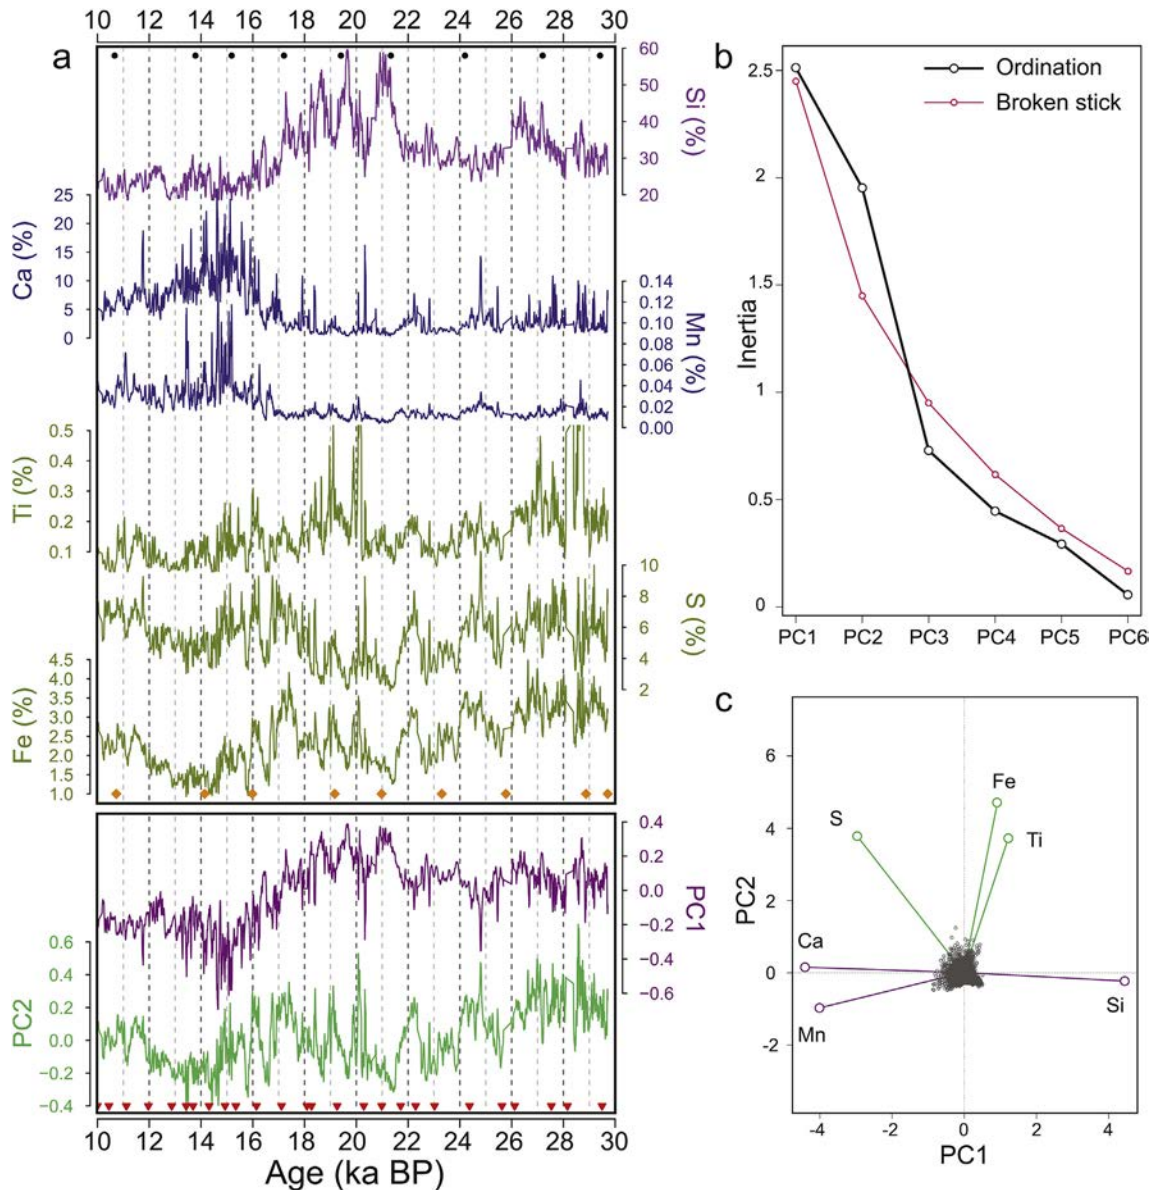 10 12 14 16 18 20 22 24 26 28 30
a
60
50
40
30
20
Si (%)
25
20
15
10
5
0
Ca (%)
0.14
0.12
0.10
0.08
0.06
0.04
0.02
0.00
Mn (%)
0.5
0.4
0.3
0.2
0.1
Ti (%)
10
8
6
4
2
S (%)
4.5
4.0
3.5
3.0
2.5
2.0
1.5
1.0
Fe (%)
0.4
0.2
0.0
−0.2
−0.4
−0.6
PC1
0.6
0.4
0.2
0.0
−0.2
−0.4
PC2
10 12 14 16 18 20 22 24 26 28 30
Age (ka BP)
b
Ordination
Broken stick
2.5
2
1.5
1
0.5
0
Inertia
PC1 PC2 PC3 PC4 PC5 PC6
c
6
4
2
0
-2
PC2
S
Fe
Ti
Ca
Mn
Si
-4 -2 0 2 4
PC1